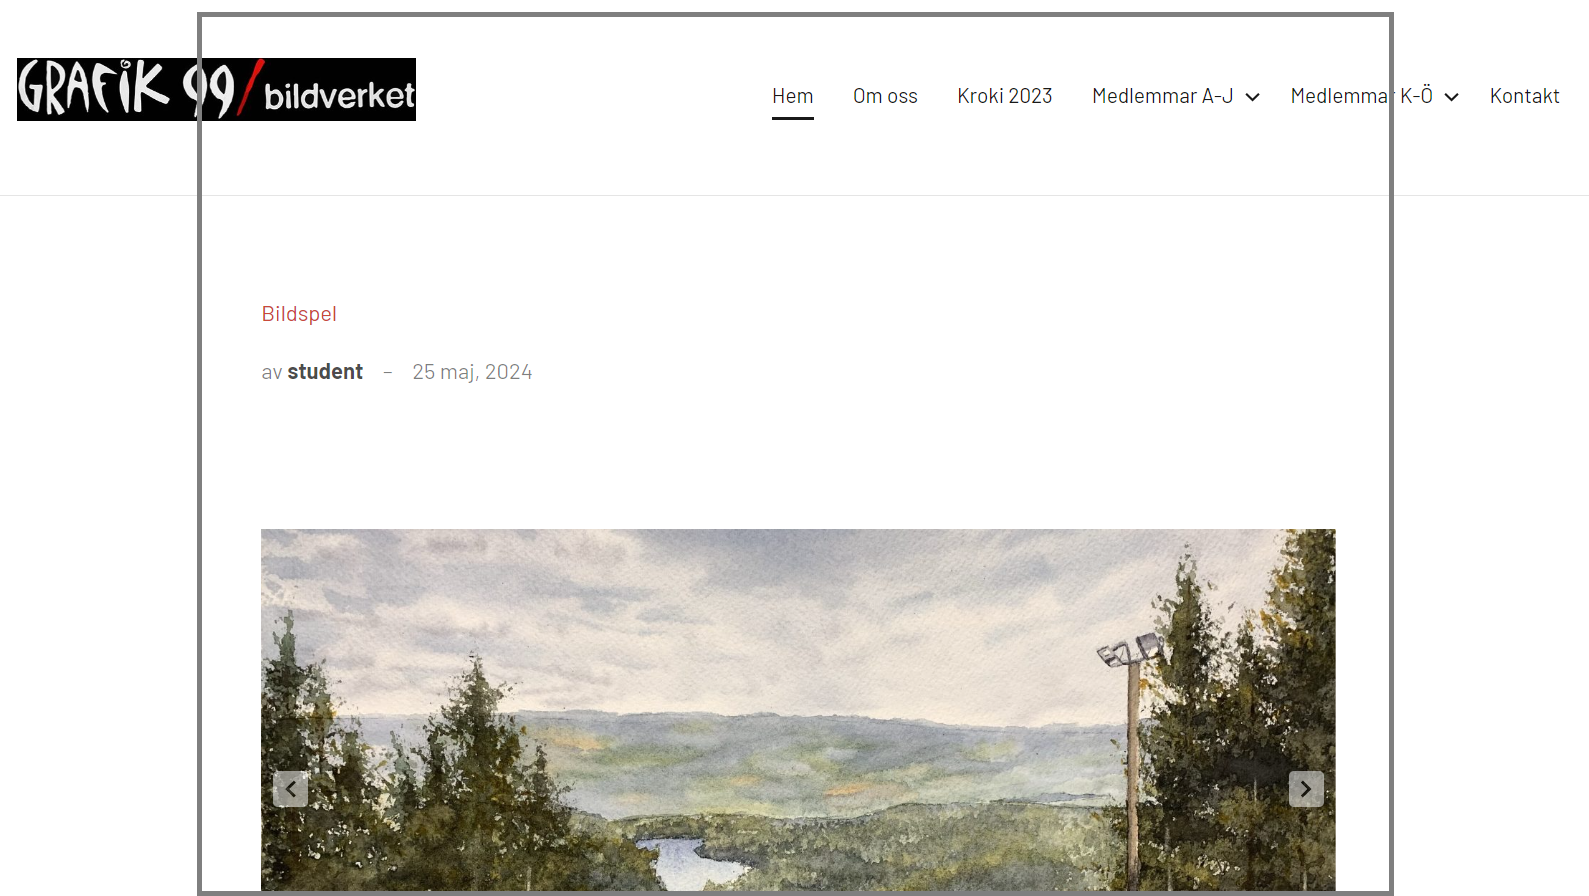 GRAFiK 99/bildverket
Hem Om oss Kroki 2023 Medlemmar A-J Medlemmar K-Ö Kontakt
Bildspel
av student – 25 maj, 2024